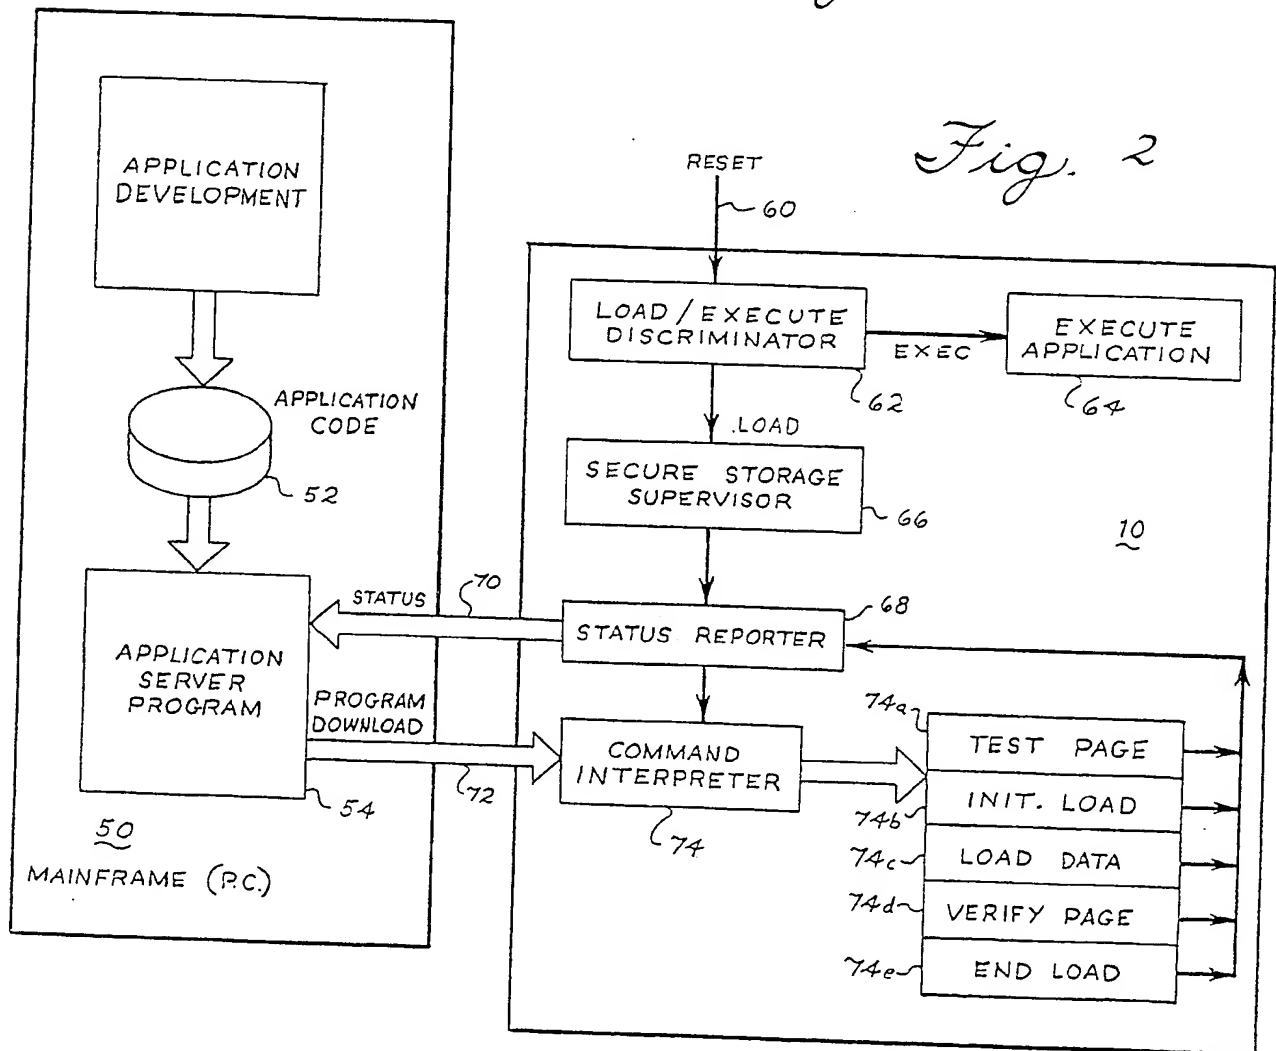 Fig. 2
APPLICATION
DEVELOPMENT
APPLICATION
CODE
52
APPLICATION
SERVER
PROGRAM
54
50
MAINFRAME (P.C.)
STATUS
70
PROGRAM
DOWNLOAD
72
RESET
60
LOAD / EXECUTE
DISCRIMINATOR
62
EXEC
EXECUTE
APPLICATION
64
LOAD
SECURE STORAGE
SUPERVISOR
66
10
STATUS REPORTER
68
COMMAND
INTERPRETER
74
74a
TEST PAGE
74b
INIT. LOAD
74c
LOAD DATA
74d
VERIFY PAGE
74e
END LOAD